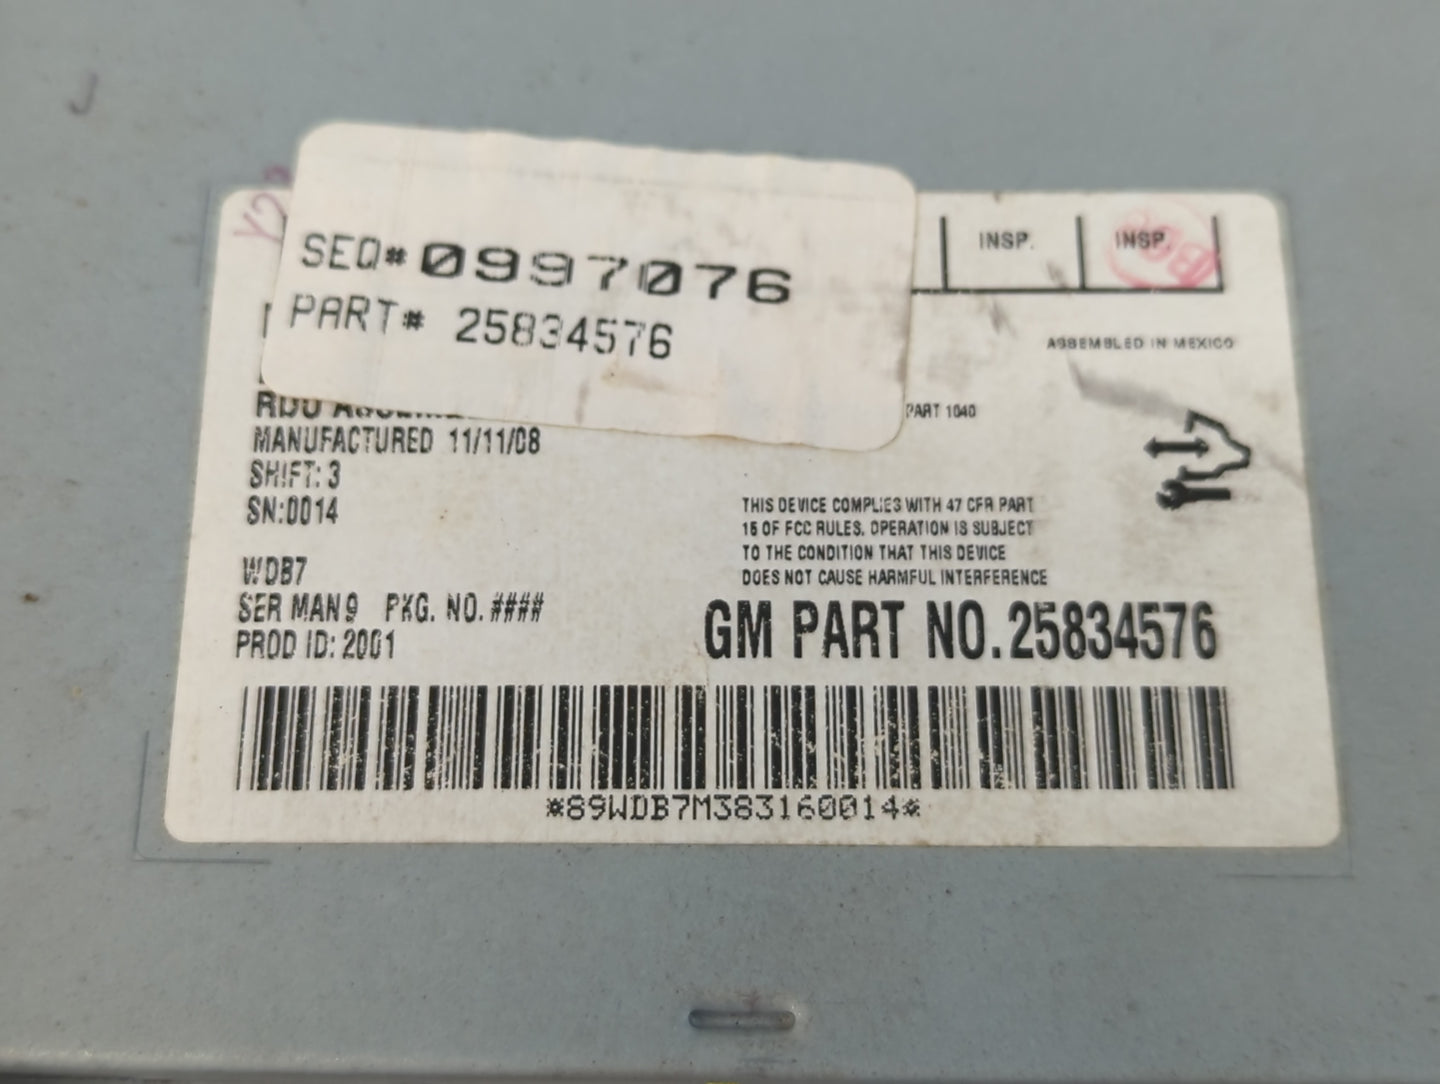 SEQ#0997076
PART# 25834576
INSP.
INSP.
ASSEMBLED IN MEXICO
PART 1040
MANUFACTURED 11/11/08
SHIFT: 3
SN:0014
THIS DEVICE COMPLIES WITH 47 CFR PART
15 OF FCC RULES. OPERATION IS SUBJECT
TO THE CONDITION THAT THIS DEVICE
DOES NOT CAUSE HARMFUL INTERFERENCE
WDB7
SER MAN 9 PKG. NO. ####
PROD ID: 2001
GM PART NO.25834576
*89WDB7M383160014*